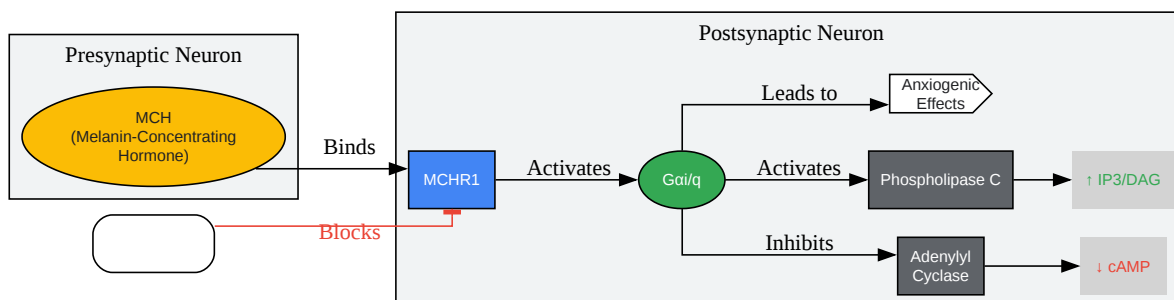 Postsynaptic Neuron
Presynaptic Neuron
MCH
(Melanin-Concentrating
Hormone)
Binds
MCHR1
Activates
Gαi/q
Leads to
Anxiogenic
Effects
Activates
Phospholipase C
↑ IP3/DAG
Blocks
Inhibits
Adenylyl
Cyclase
↓ cAMP